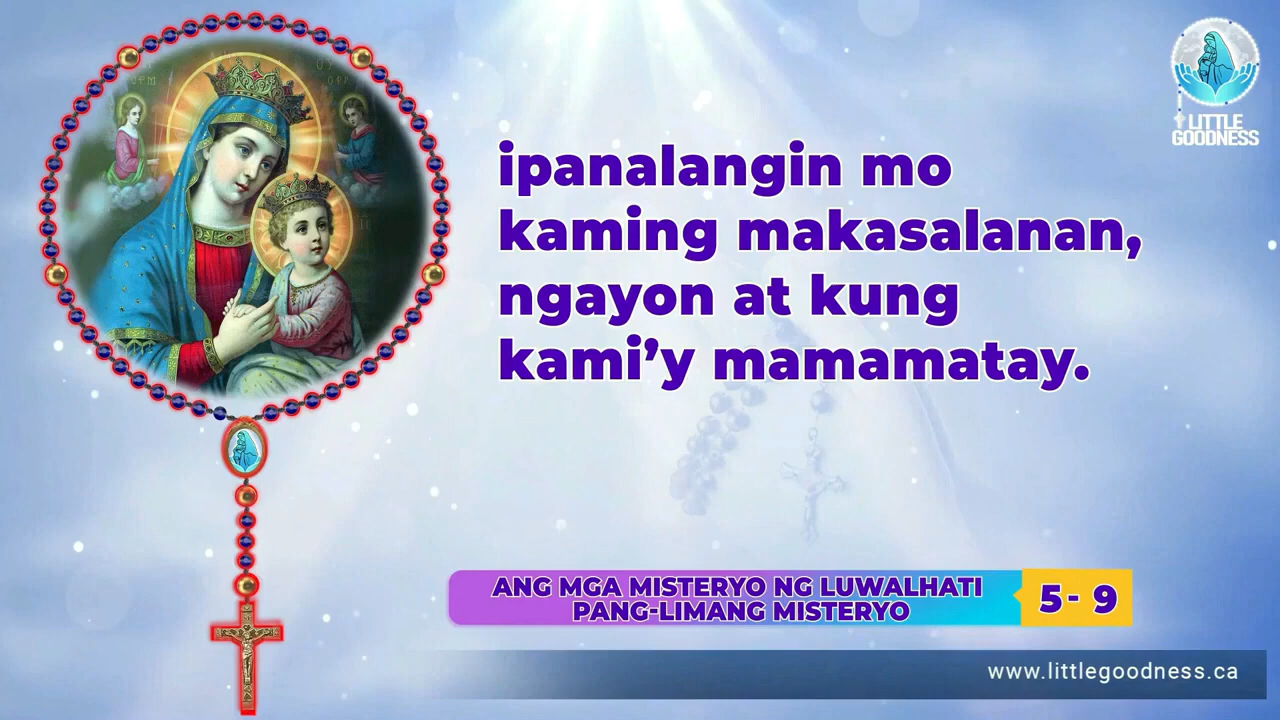 LITTLE
GOODNESS
ipanalangin mo
kaming makasalanan,
ngayon at kung
kami’y mamamatay.
ANG MGA MISTERYO NG LUWALHATI
PANG-LIMANG MISTERYO
5 - 9
www.littlegoodness.ca